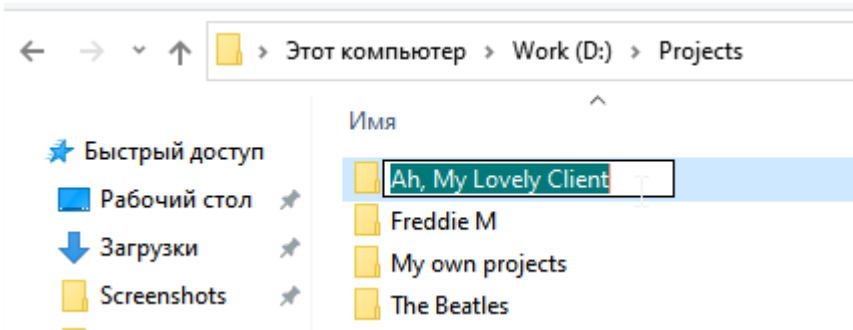 Этот компьютер > Work (D:) > Projects
Имя
Быстрый доступ
Рабочий стол
Загрузки
Screenshots
Ah, My Lovely Client
Freddie M
My own projects
The Beatles